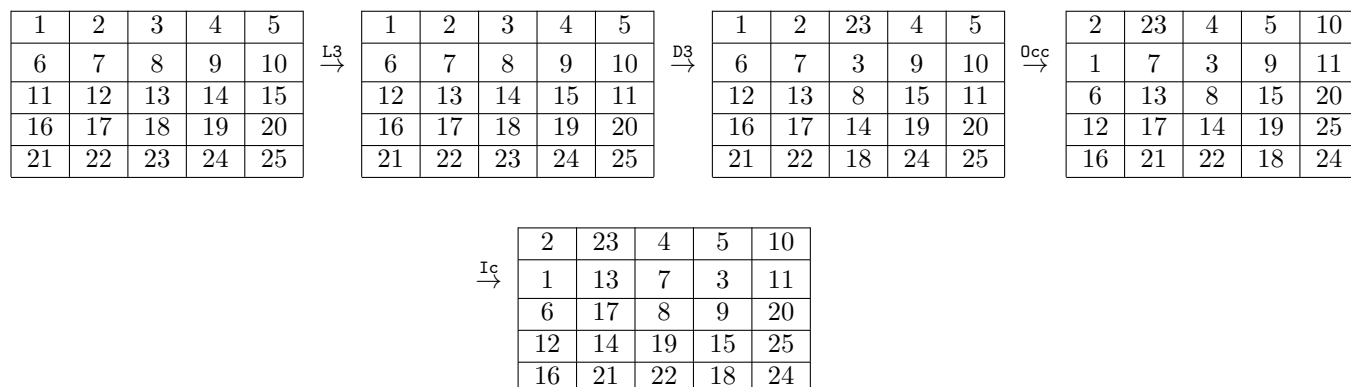 1 2 3 4 5 L3 1 2 3 4 5 D3 1 2 23 4 5 Occ 2 23 4 5 10
6 7 8 9 10 → 6 7 8 9 10 → 6 7 3 9 10 → 1 7 3 9 11
11 12 13 14 15 12 13 14 15 11 12 13 8 15 11 6 13 8 15 20
16 17 18 19 20 16 17 18 19 20 16 17 14 19 20 12 17 14 19 25
21 22 23 24 25 21 22 23 24 25 21 22 18 24 25 16 21 22 18 24
Ic 2 23 4 5 10
→ 1 13 7 3 11
6 17 8 9 20
12 14 19 15 25
16 21 22 18 24